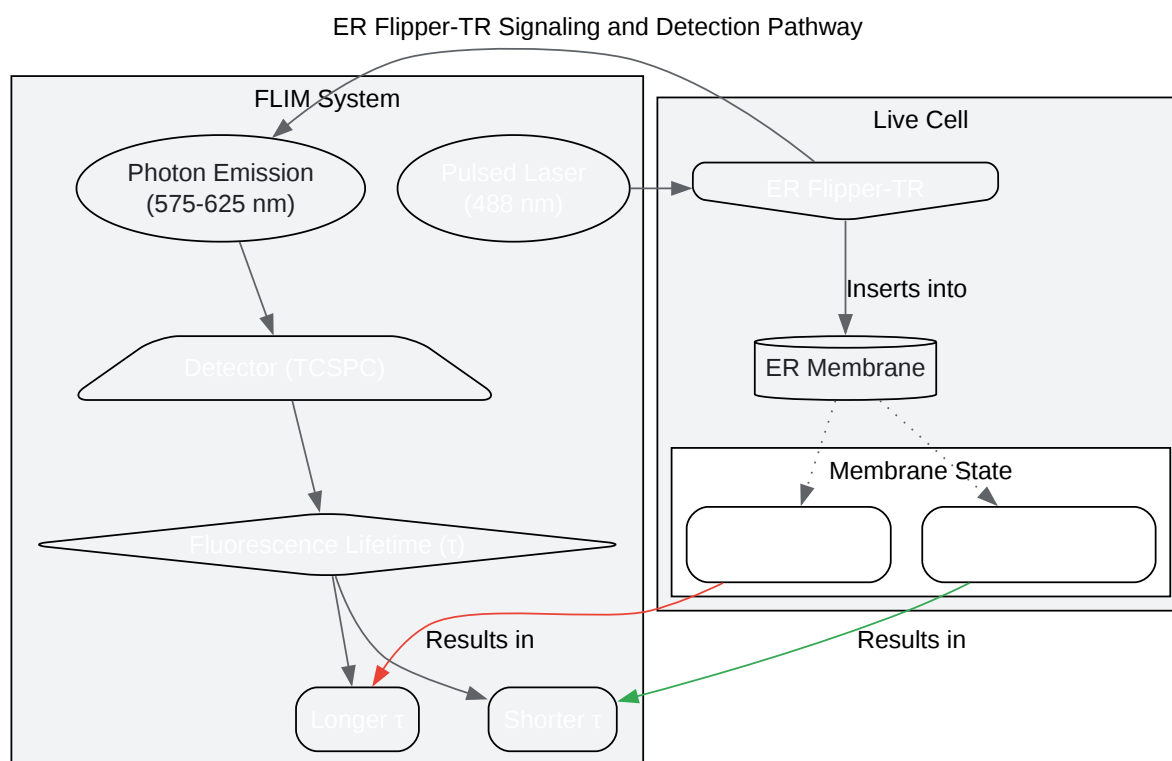 ER Flipper-TR Signaling and Detection Pathway
FLIM System
Live Cell
Photon Emission
(575-625 nm)
Pulsed Laser
(488 nm)
ER Flipper-TR
Inserts into
Detector (TCSPC)
ER Membrane
Membrane State
Fluorescence Lifetime (τ)
Results in
Results in
Longer τ
Shorter τ